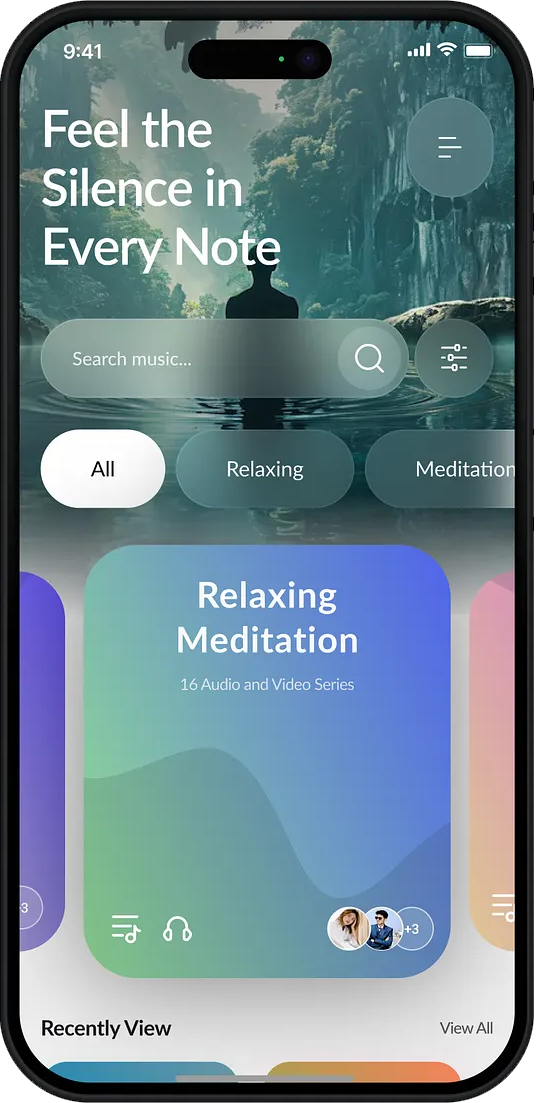 9:41
Feel the
Silence in
Every Note
Search music...
All
Relaxing
Meditation
Relaxing
Meditation
16 Audio and Video Series
3
+3
Recently View
View All